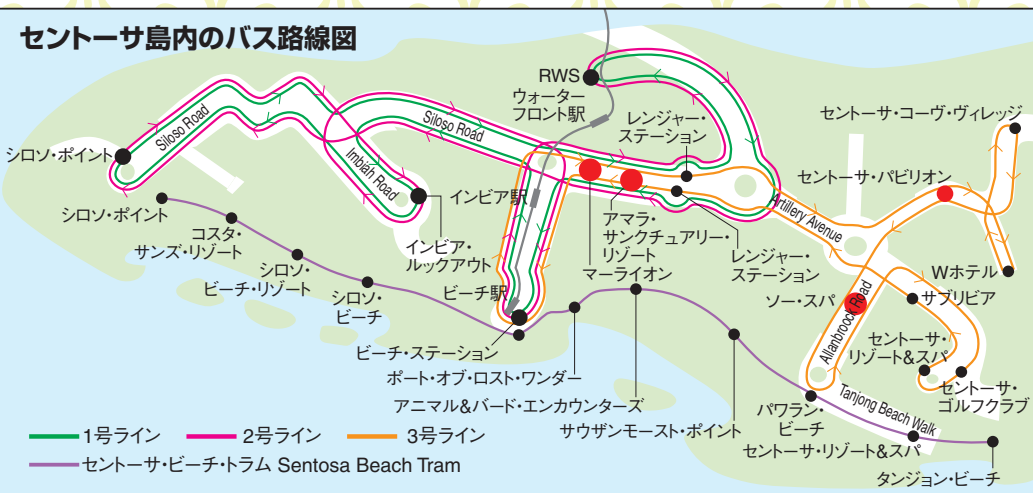 セントーサ島内のバス路線図
RWS
ウォーター
フロント駅
レンジャー・
ステーション
セントーサ・コーヴ・ヴィレッジ
Siloso Road
Siloso Road
シロソ・ポイント
Imbiah Road
インビア駅
セントーサ・パビリオン
シロソ・ポイント
コスタ・
サンズ・リゾート
シロソ・
ビーチ・リゾート
シロソ・
ビーチ
インビア・
ルックアウト
アマラ・
サンクチュアリー・
リゾート
マーライオン
レンジャー・
ステーション
Artillery Avenue
Wホテル
ビーチ駅
ソー・スパ
サブリビア
Allanbroock Road
セントーサ・
リゾート&スパ
ビーチ・ステーション
ポート・オブ・ロスト・ワンダー
アニマル&バード・エンカウンターズ
サウザンモースト・ポイント
パワラン・
ビーチ
Tanjong Beach Walk
セントーサ・
ゴルフクラブ
セントーサ・リゾート&スパ
タンジョン・ビーチ
1号ライン
2号ライン
3号ライン
セントーサ・ビーチ・トラム Sentosa Beach Tram